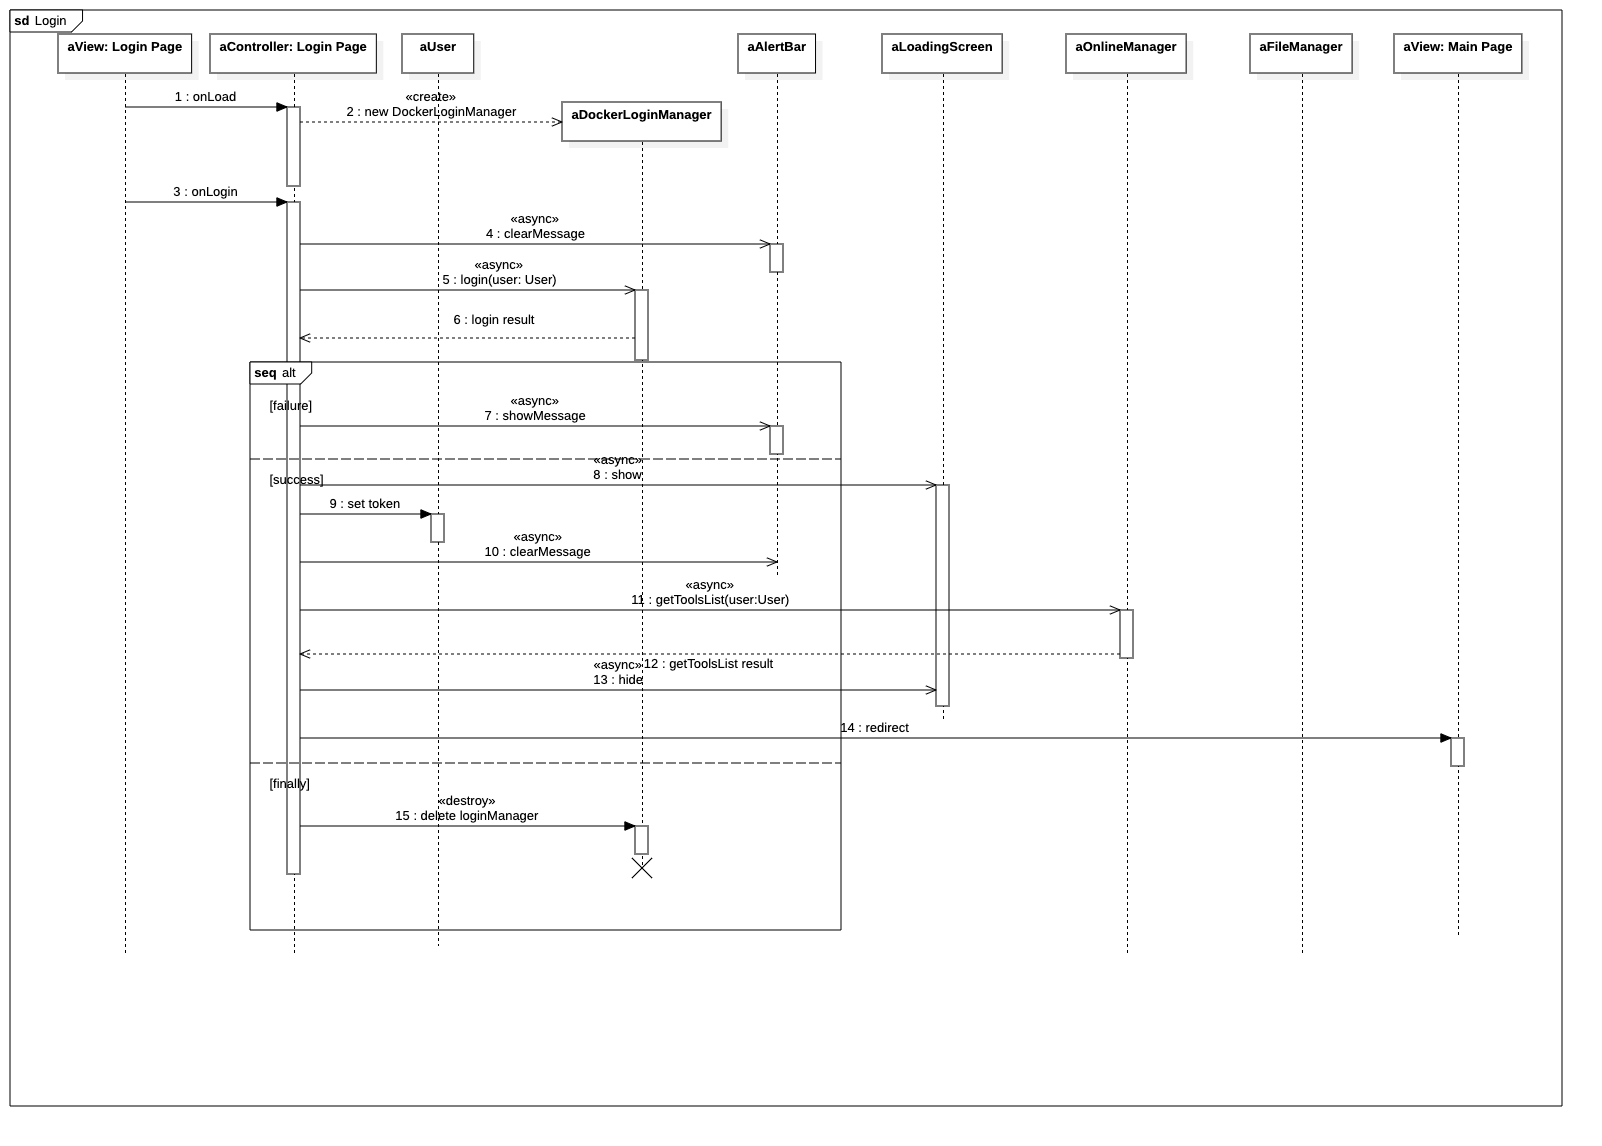 sd Login
aView: Login Page
aController: Login Page
aUser
aAlertBar
aLoadingScreen
aOnlineManager
aFileManager
aView: Main Page
1 : onLoad
«create»
2 : new DockerLoginManager
aDockerLoginManager
3 : onLogin
«async»
4 : clearMessage
«async»
5 : login(user: User)
6 : login result
seq alt
[failure]
«async»
7 : showMessage
«async»
8 : show
[success]
9 : set token
«async»
10 : clearMessage
«async»
11 : getToolsList(user:User)
12 : getToolsList result
«async»
13 : hide
14 : redirect
[finally]
«destroy»
15 : delete loginManager